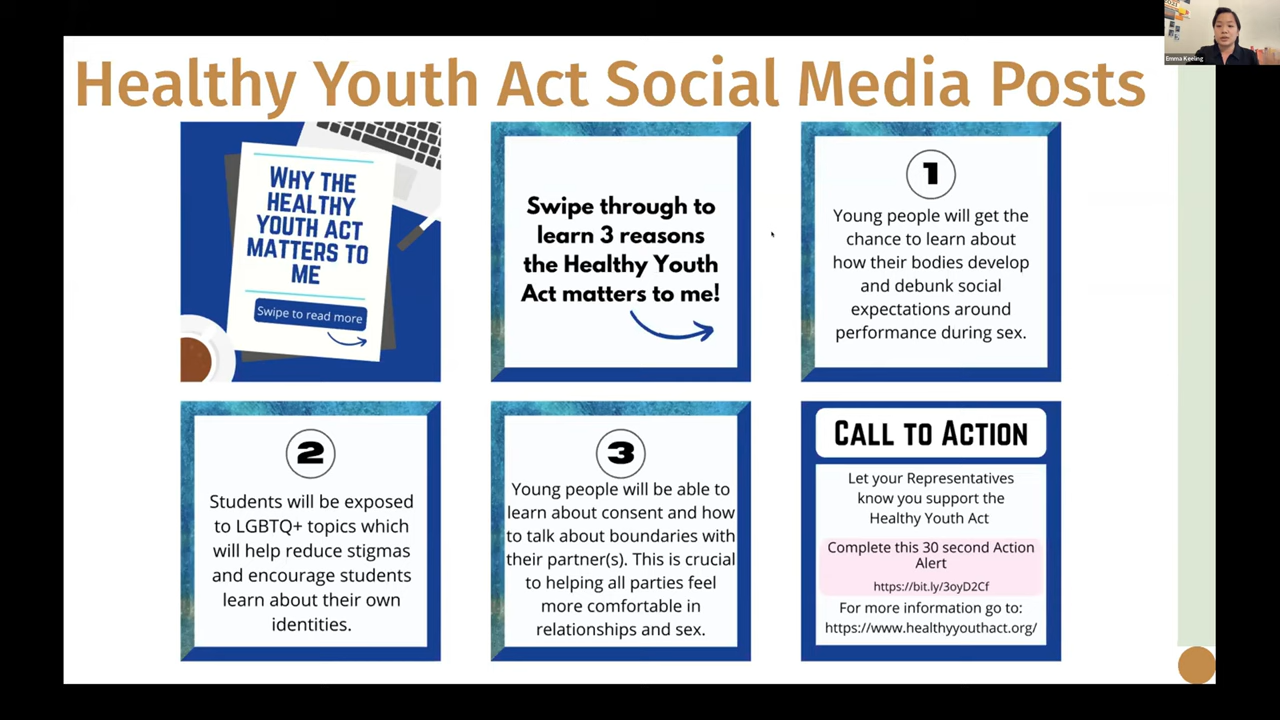 Healthy Youth Act Social Media Posts
Emma Keeling
WHY THE
HEALTHY
YOUTH ACT
MATTERS TO
ME
Swipe to read more
Swipe through to
learn 3 reasons
the Healthy Youth
Act matters to me!
1
Young people will get the
chance to learn about
how their bodies develop
and debunk social
expectations around
performance during sex.
2
Students will be exposed
to LGBTQ+ topics which
will help reduce stigmas
and encourage students
learn about their own
identities.
3
Young people will be able to
learn about consent and how
to talk about boundaries with
their partner(s). This is crucial
to helping all parties feel
more comfortable in
relationships and sex.
CALL TO ACTION
Let your Representatives
know you support the
Healthy Youth Act
Complete this 30 second Action
Alert
https://bit.ly/3oyD2Cf
For more information go to:
https://www.healthyyouthact.org/